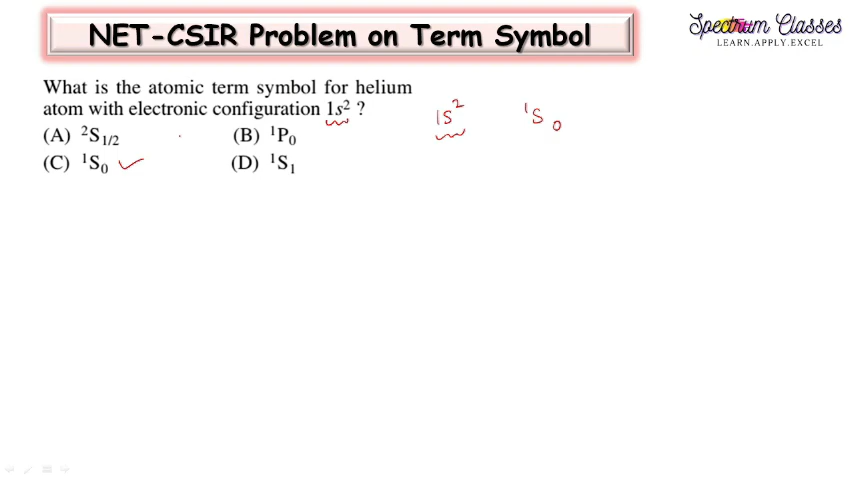 NET-CSIR Problem on Term Symbol
Spectrum Classes
LEARN.APPLY.EXCEL
What is the atomic term symbol for helium
atom with electronic configuration 1s² ?
1s² ¹S₀
(A) ²S₁/₂ (B) ¹P₀
(C) ¹S₀ ✓ (D) ¹S₁